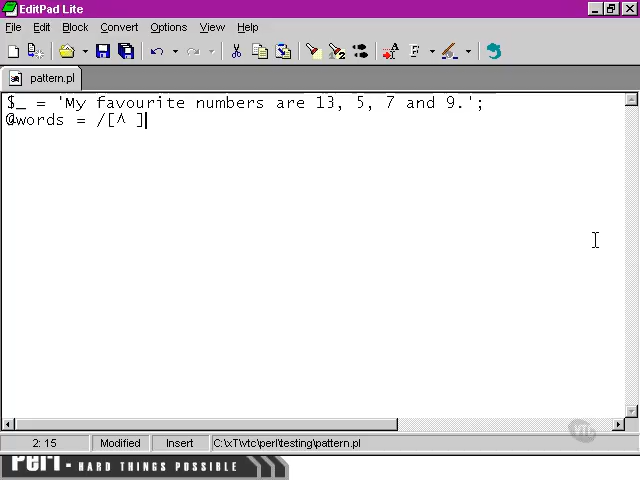 EditPad Lite
File Edit Block Convert Options View Help
pattern.pl
$_ = 'My favourite numbers are 13, 5, 7 and 9.';
@words = /[^ ]
VTC
2: 15 Modified Insert C:\xT\vtc\perl\testing\pattern.pl
Perl - HARD THINGS POSSIBLE